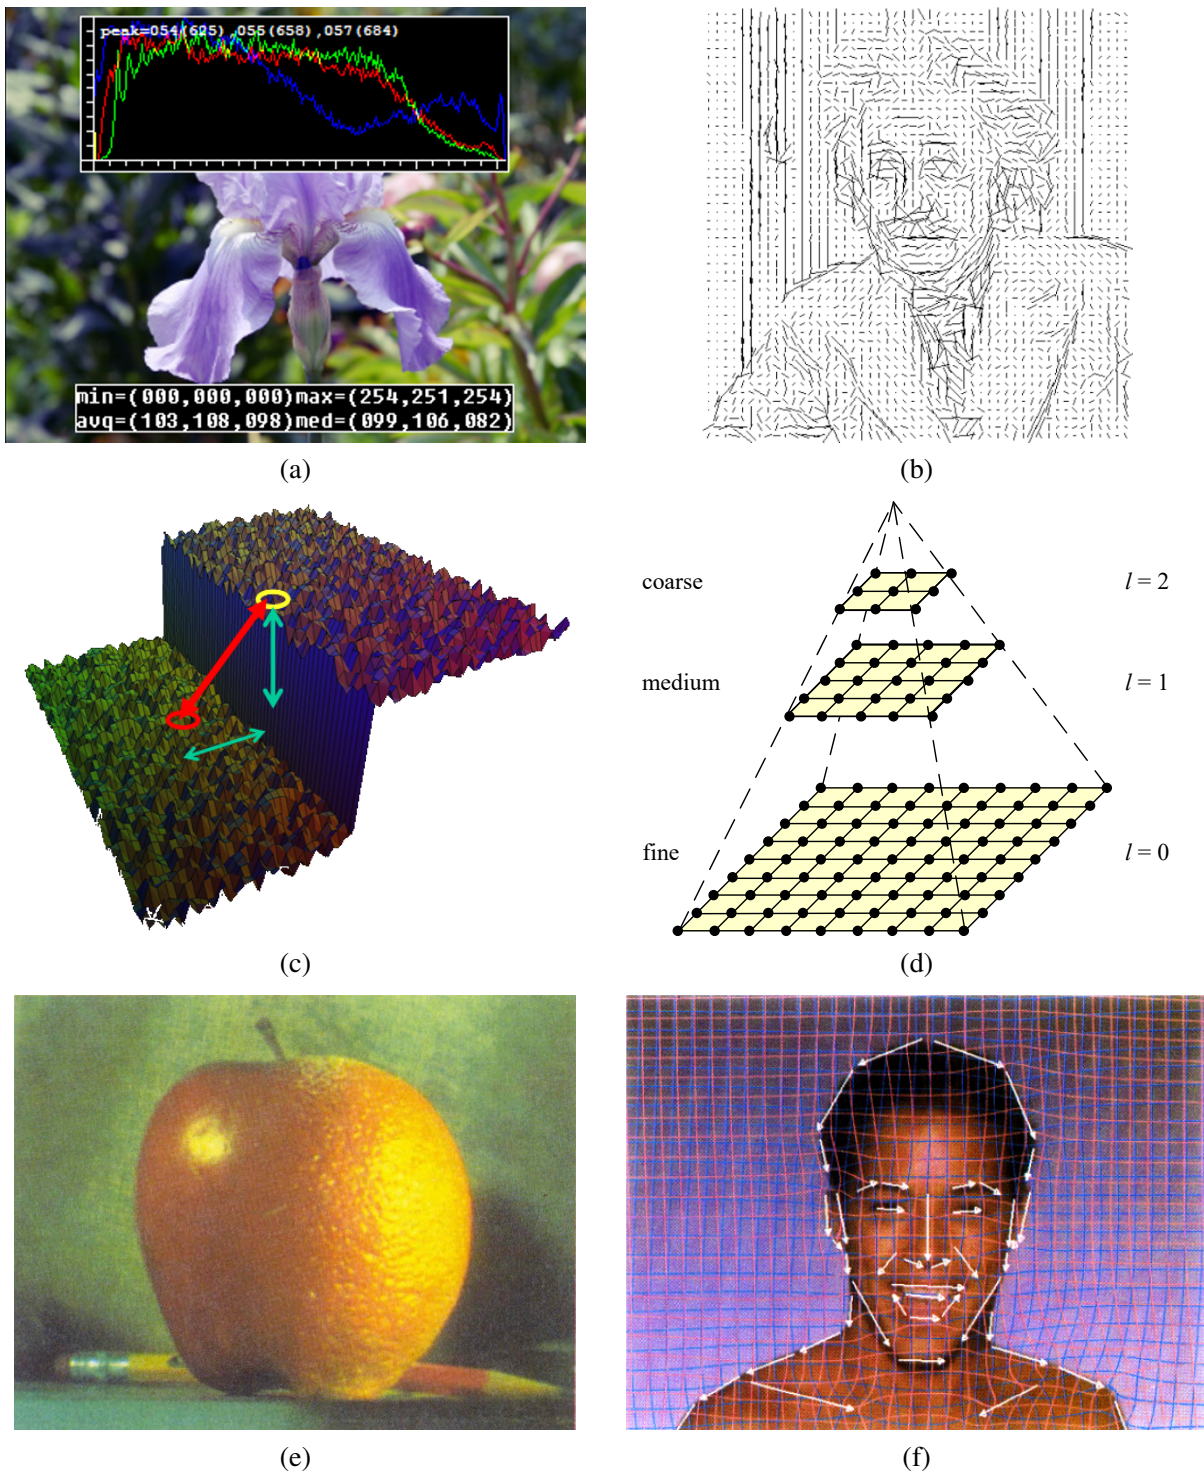 peak=054(625),055(658),057(684)
min=(000,000,000)max=(254,251,254)
avg=(103,108,098)med=(099,106,082)
(a)
(b)
coarse
l = 2
medium
l = 1
fine
l = 0
(c)
(d)
(e)
(f)